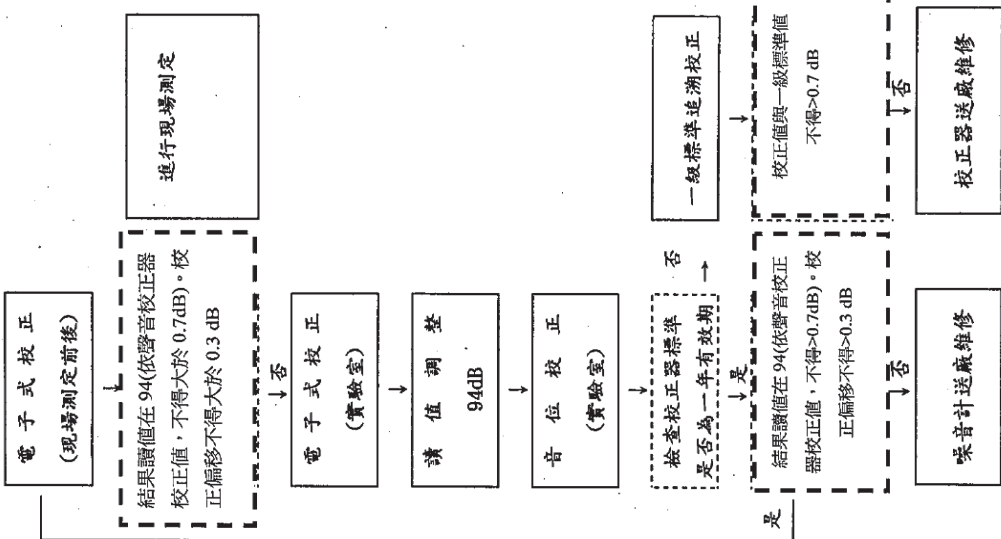 電子式校正
(現場測定前後)
↓
結果讀值在 94(依聲音校正器
校正值，不得大於 0.7dB)。校
正偏移不得大於 0.3 dB
進行現場測定
↓否
電子式校正
(實驗室)
↓
讀值調整
94dB
↓
音位校正
(實驗室)
↓
檢查校正器標準
是否為一年有效期
否
→
一級標準追溯校正
↓是
↓
是
結果讀值在 94(依聲音校正
器校正值，不得>0.7dB)。校
正偏移不得>0.3 dB
校正值與一級標準值
不得>0.7 dB
↓否
↓否
噪音計送廠維修
校正器送廠維修